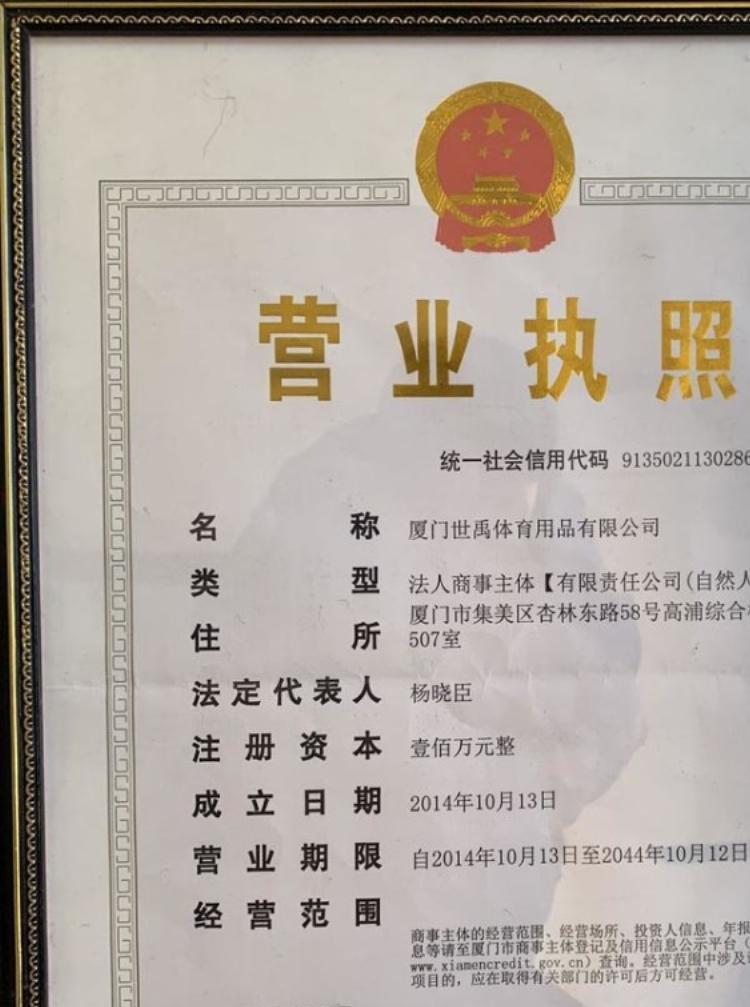 营业执照
统一社会信用代码 9135021130286
名称 厦门世禹体育用品有限公司
类型 法人商事主体【有限责任公司(自然人
住所 厦门市集美区杏林东路58号高浦综合
507室
法定代表人 杨晓臣
注册资本 壹佰万元整
成立日期 2014年10月13日
营业期限 自2014年10月13日至2044年10月12日
经营范围
商事主体的经营范围、经营场所、投资人信息、年报
息等请至厦门市商事主体登记及信用信息公示平台(
www.xiamencredit.gov.cn)查询。经营范围中涉及
项目的,应在取得有关部门的许可后方可经营。